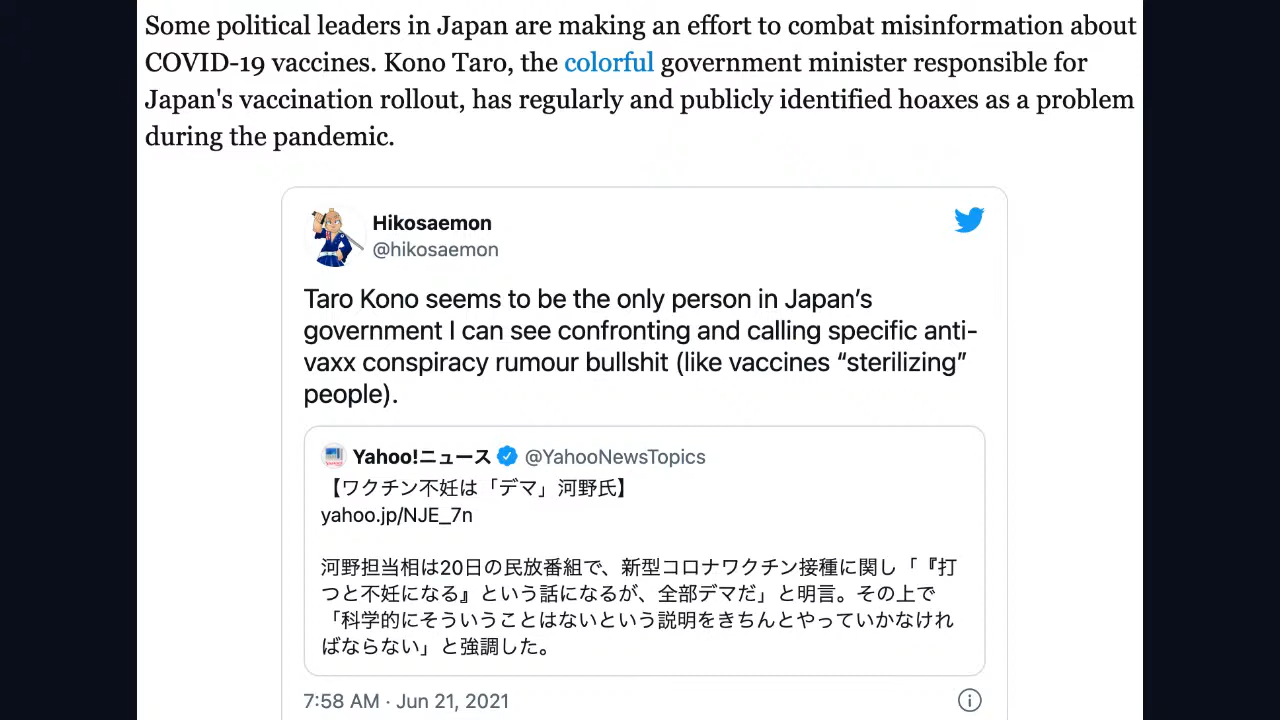 Some political leaders in Japan are making an effort to combat misinformation about
COVID-19 vaccines. Kono Taro, the colorful government minister responsible for
Japan's vaccination rollout, has regularly and publicly identified hoaxes as a problem
during the pandemic.
Hikosaemon
@hikosaemon
Taro Kono seems to be the only person in Japan’s
government I can see confronting and calling specific anti-
vaxx conspiracy rumour bullshit (like vaccines “sterilizing”
people).
Yahoo!ニュース @YahooNewsTopics
【ワクチン不妊は「デマ」河野氏】
yahoo.jp/NJE_7n
河野担当相は20日の民放番組で、新型コロナワクチン接種に関し「『打
つと不妊になる』という話になるが、全部デマだ」と明言。その上で
「科学的にそういうことはないという説明をきちんとやっていかなけれ
ばならない」と強調した。
7:58 AM · Jun 21, 2021